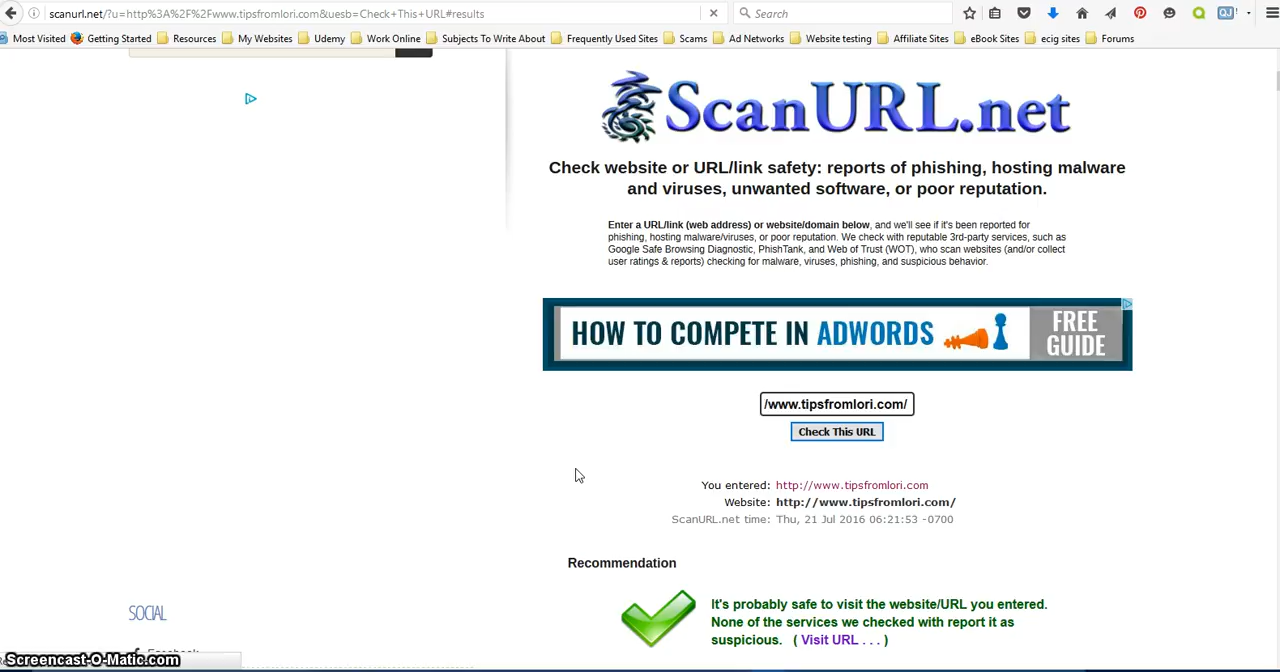 scanurl.net/?u=http%3A%2F%2Fwww.tipsfromlori.com&uesb=Check+This+URL#results
Search
QJ
Most Visited Getting Started Resources My Websites Udemy Work Online Subjects To Write About Frequently Used Sites Scams Ad Networks Website testing Affiliate Sites eBook Sites ecig sites Forums
ScanURL.net
Check website or URL/link safety: reports of phishing, hosting malware
and viruses, unwanted software, or poor reputation.
Enter a URL/link (web address) or website/domain below, and we'll see if it's been reported for
phishing, hosting malware/viruses, or poor reputation. We check with reputable 3rd-party services, such as
Google Safe Browsing Diagnostic, PhishTank, and Web of Trust (WOT), who scan websites (and/or collect
user ratings & reports) checking for malware, viruses, phishing, and suspicious behavior.
HOW TO COMPETE IN ADWORDS
FREE
GUIDE
/www.tipsfromlori.com/
Check This URL
You entered: http://www.tipsfromlori.com
Website: http://www.tipsfromlori.com/
ScanURL.net time: Thu, 21 Jul 2016 06:21:53 -0700
Recommendation
It's probably safe to visit the website/URL you entered.
None of the services we checked with report it as
suspicious. ( Visit URL . . . )
SOCIAL
Facebook
Screencast-O-Matic.com